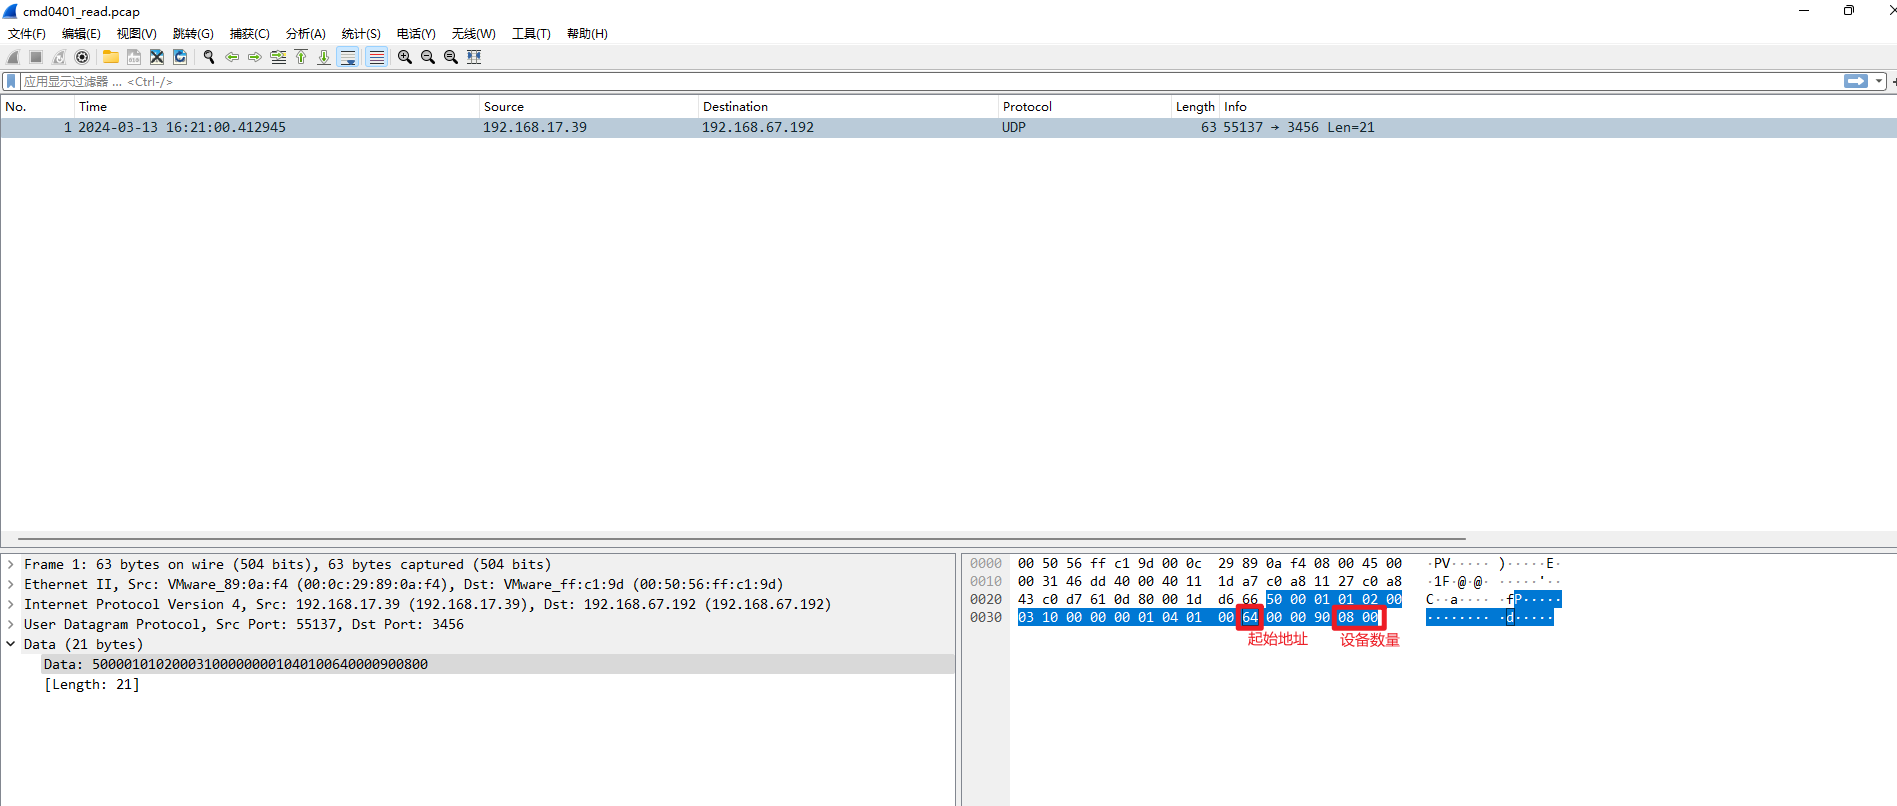 cmd0401_read.pcap
文件(F) 编辑(E) 视图(V) 跳转(G) 捕获(C) 分析(A) 统计(S) 电话(Y) 无线(W) 工具(T) 帮助(H)
应用显示过滤器 … <Ctrl-/>
No. Time Source Destination Protocol Length Info
1 2024-03-13 16:21:00.412945 192.168.17.39 192.168.67.192 UDP 63 55137 → 3456 Len=21
Frame 1: 63 bytes on wire (504 bits), 63 bytes captured (504 bits)
Ethernet II, Src: VMware_89:0a:f4 (00:0c:29:89:0a:f4), Dst: VMware_ff:c1:9d (00:50:56:ff:c1:9d)
Internet Protocol Version 4, Src: 192.168.17.39 (192.168.17.39), Dst: 192.168.67.192 (192.168.67.192)
User Datagram Protocol, Src Port: 55137, Dst Port: 3456
Data (21 bytes)
Data: 500001010200031000000001040100640000900800
[Length: 21]
0000 00 50 56 ff c1 9d 00 0c 29 89 0a f4 08 00 45 00 ·PV····· )·····E·
0010 00 31 46 dd 40 00 40 11 1d a7 c0 a8 11 27 c0 a8 ·1F·@·@· ·····'··
0020 43 c0 d7 61 0d 80 00 1d d6 66 50 00 01 01 02 00 C··a···· ·fP·····
0030 03 10 00 00 00 01 04 01 00 64 00 00 90 08 00 ········ ·d·····
起始地址 设备数量